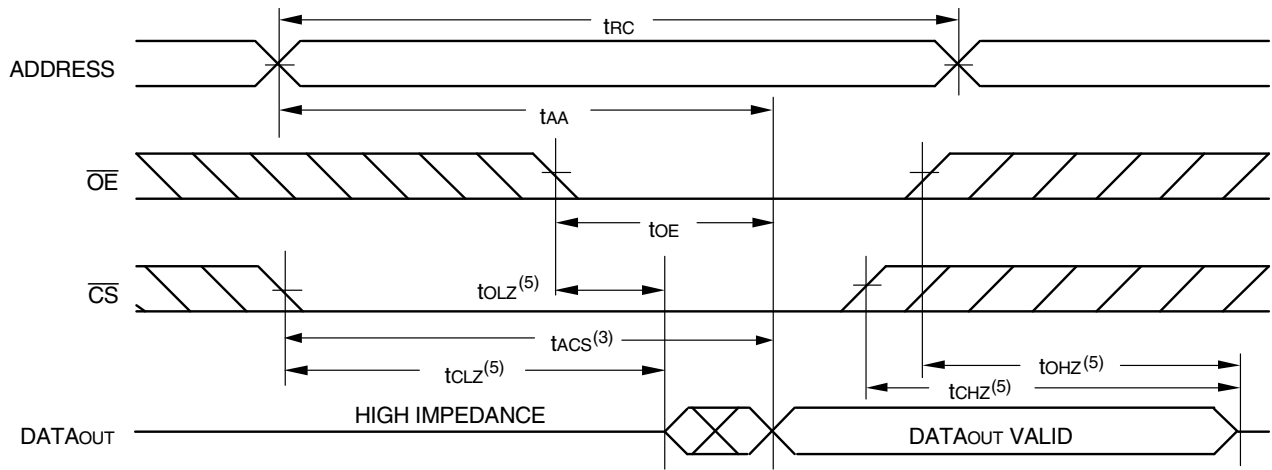 tRC
ADDRESS
tAA
OE
tOE
CS
tOLZ(5)
tACS(3)
tCLZ(5)
tOHZ(5)
tCHZ(5)
HIGH IMPEDANCE
DATAOUT
DATAOUT VALID